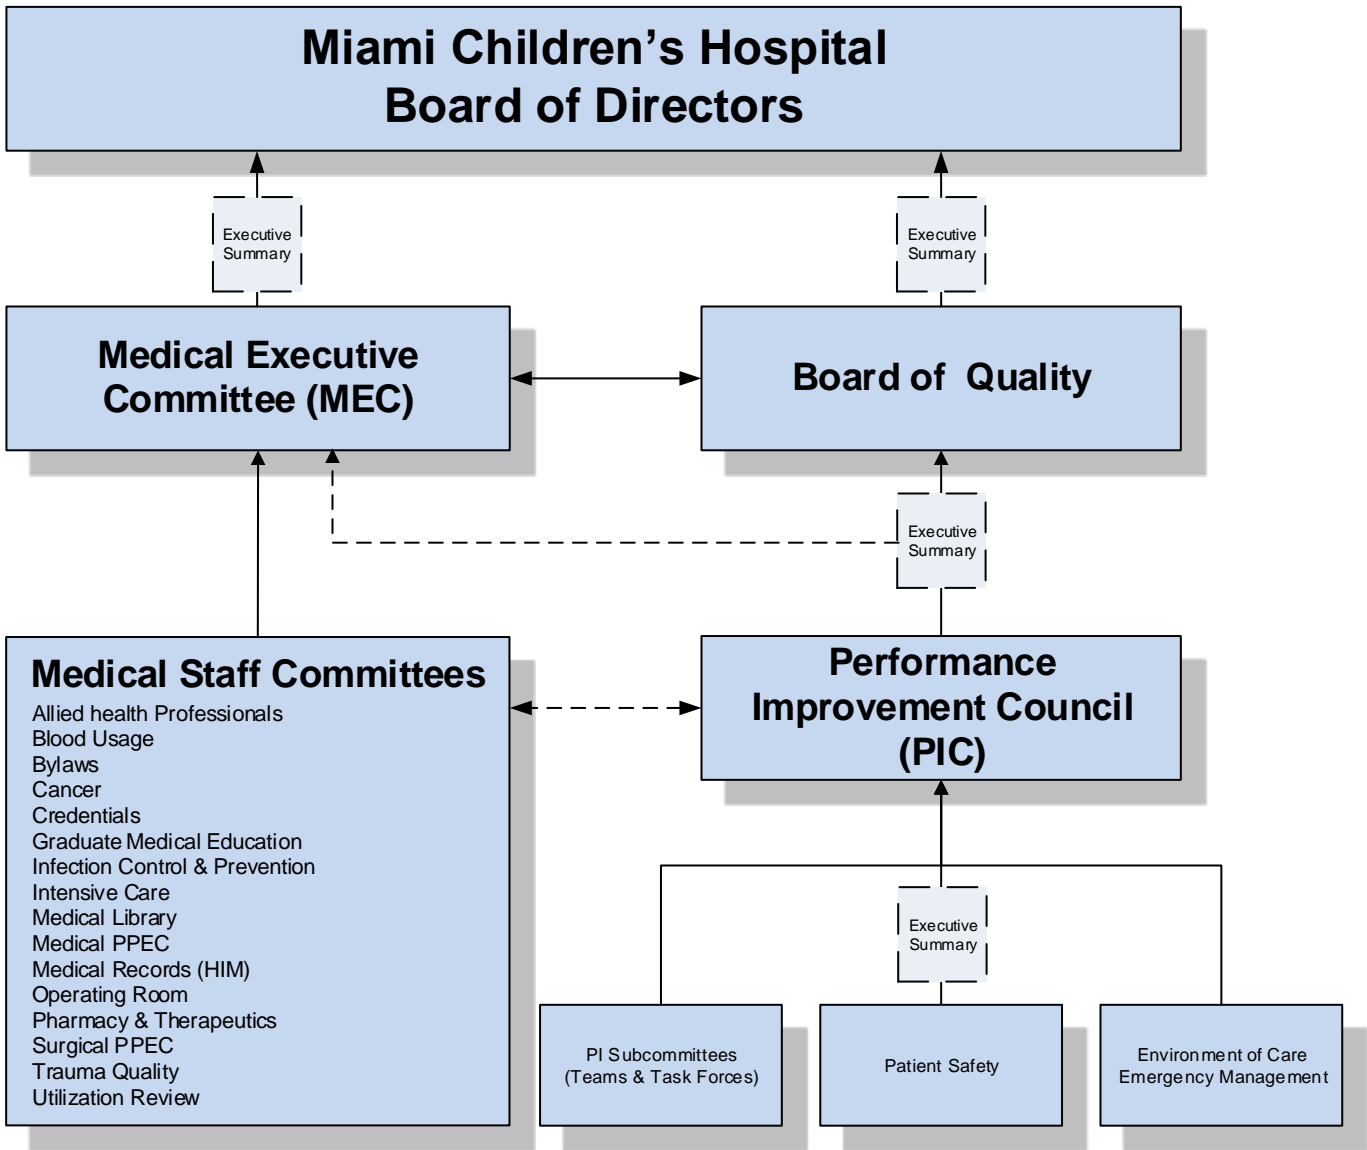 Miami Children’s Hospital
Board of Directors
Executive
Summary
Executive
Summary
Medical Executive
Committee (MEC)
Board of Quality
Executive
Summary
Medical Staff Committees
Allied health Professionals
Blood Usage
Bylaws
Cancer
Credentials
Graduate Medical Education
Infection Control & Prevention
Intensive Care
Medical Library
Medical PPEC
Medical Records (HIM)
Operating Room
Pharmacy & Therapeutics
Surgical PPEC
Trauma Quality
Utilization Review
Performance
Improvement Council
(PIC)
Executive
Summary
PI Subcommittees
(Teams & Task Forces)
Patient Safety
Environment of Care
Emergency Management